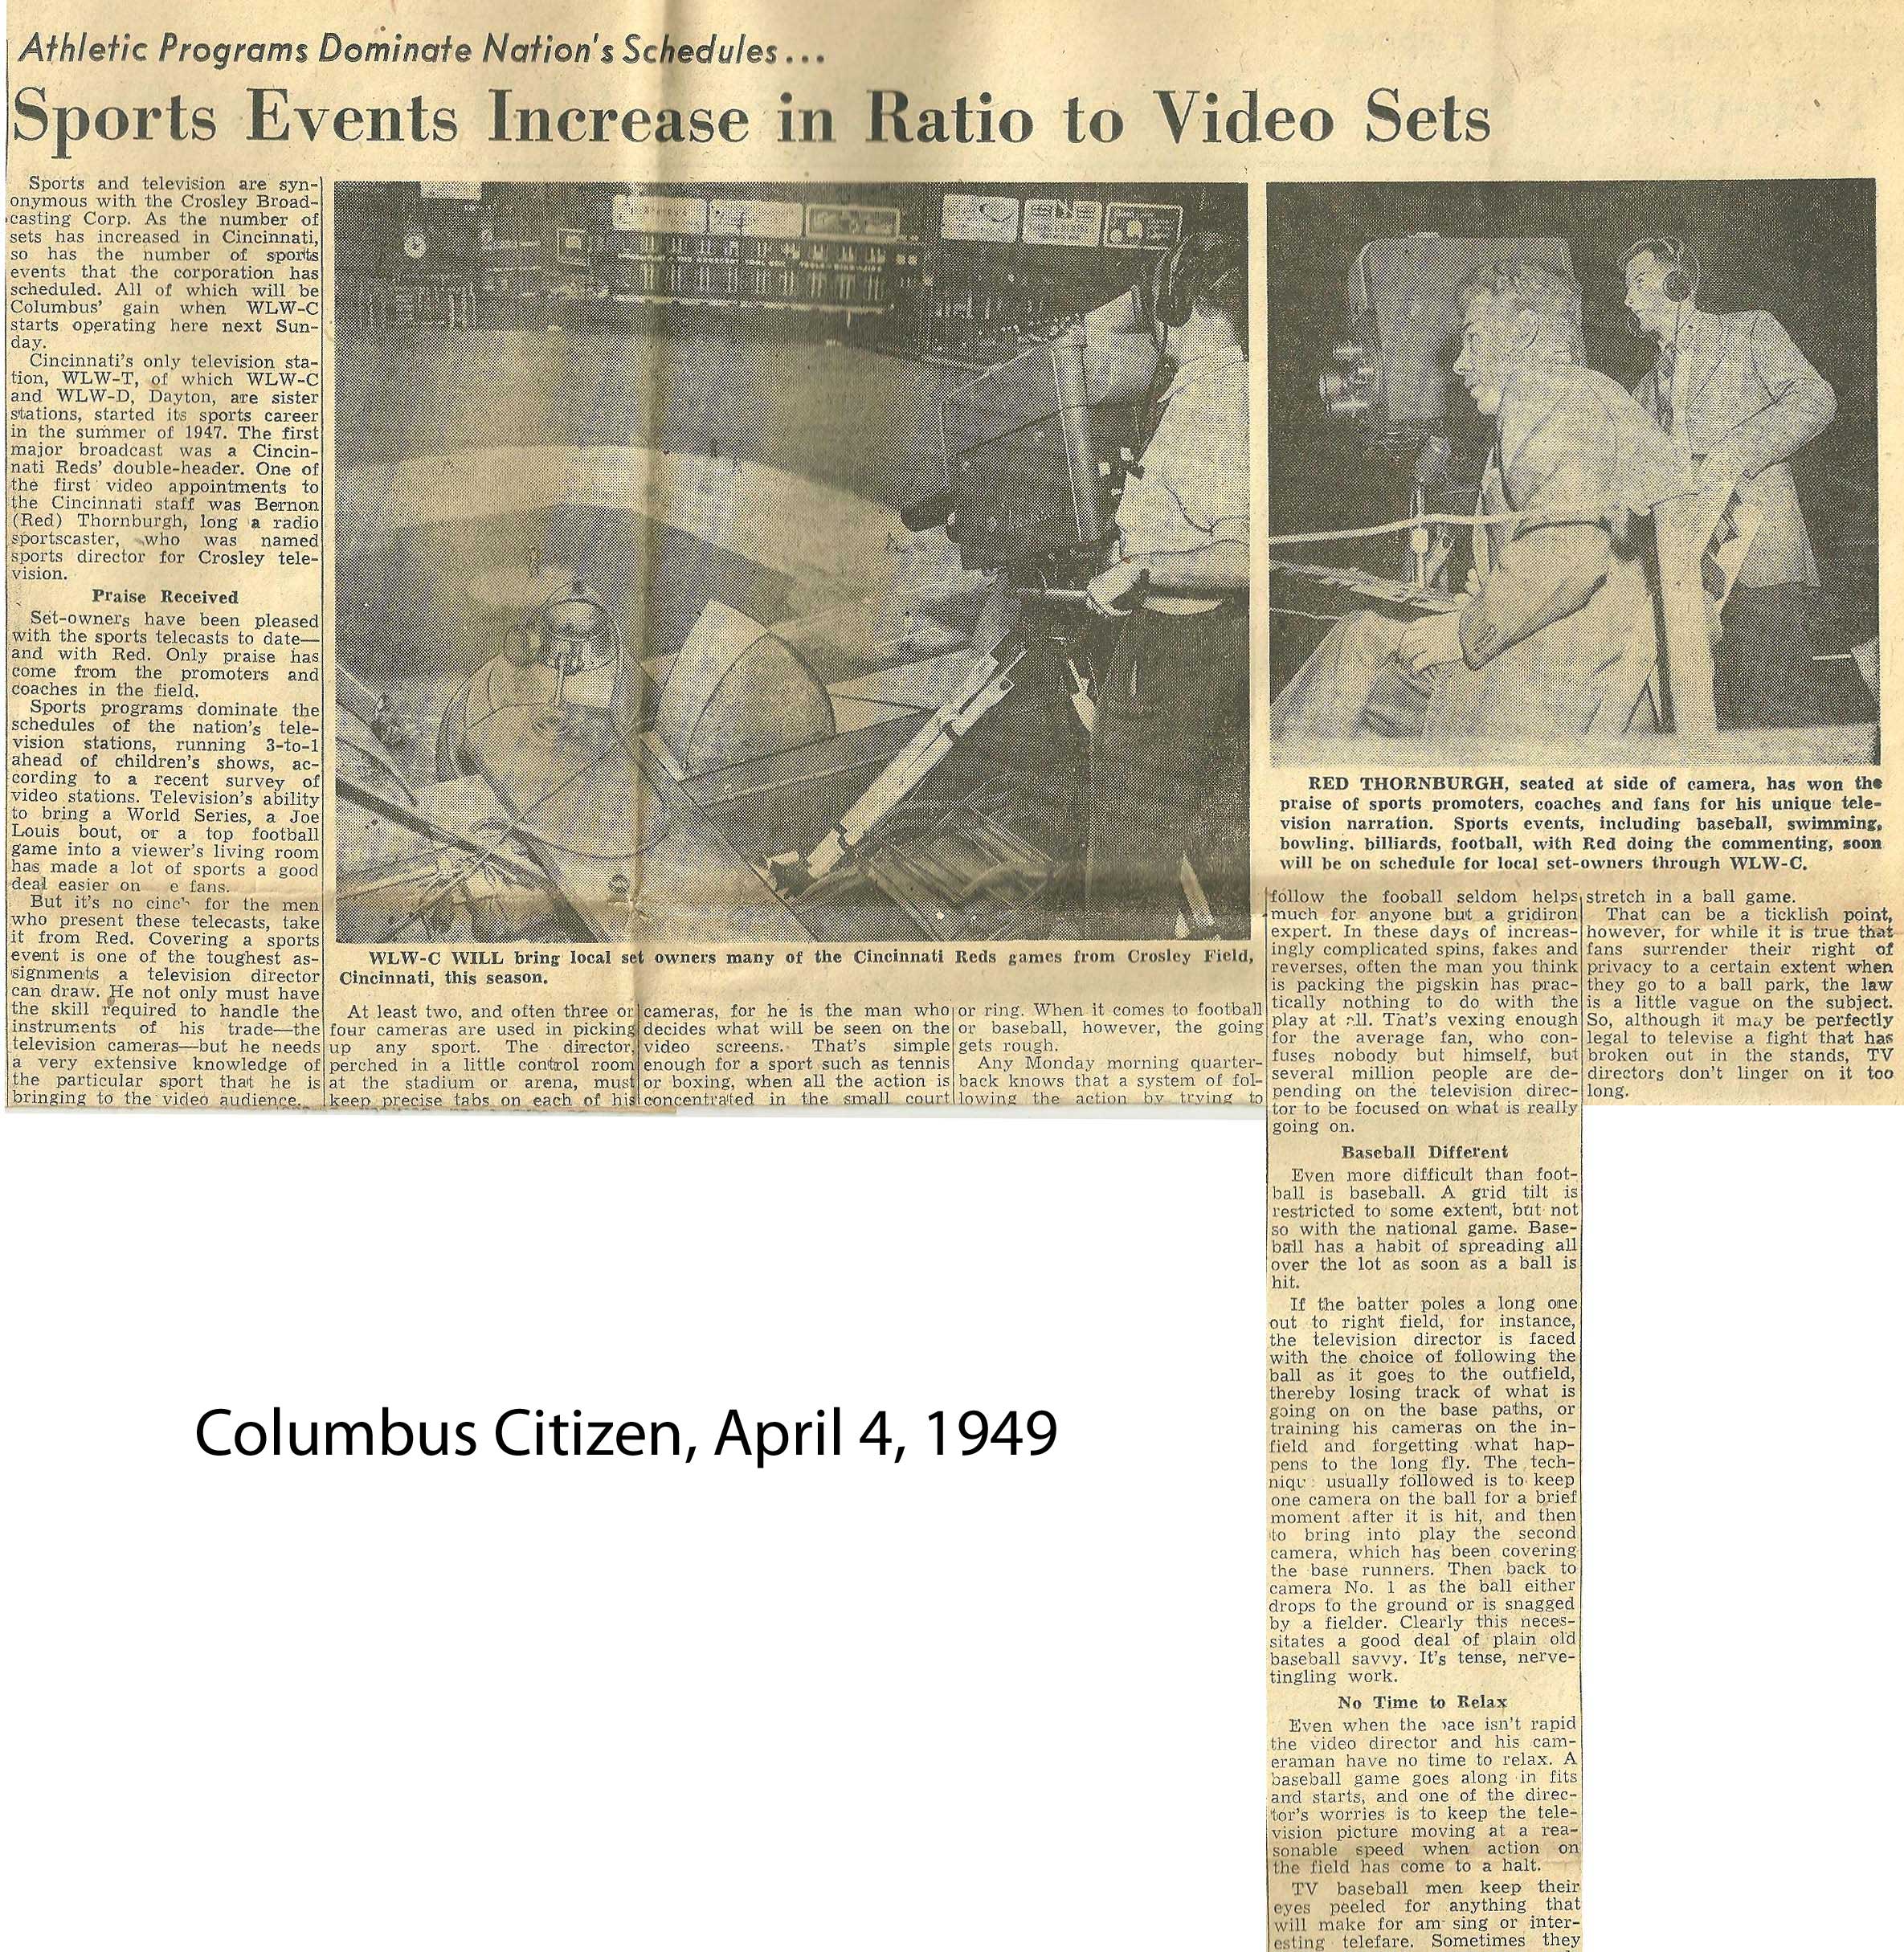 Athletic Programs Dominate Nation's Schedules...
Sports Events Increase in Ratio to Video Sets
Sports and television are syn-
onymous with the Crosley Broad-
casting Corp. As the number of
sets has increased in Cincinnati,
so has the number of sports
events that the corporation has
scheduled. All of which will be
Columbus' gain when WLW-C
starts operating here next Sun-
day.
Cincinnati's only television sta-
tion, WLW-T, of which WLW-C
and WLW-D, Dayton, are sister
stations, started its sports career
in the summer of 1947. The first
major broadcast was a Cincin-
nati Reds' double-header. One of
the first video appointments to
the Cincinnati staff was Bernon
(Red) Thornburgh, long a radio
sportscaster, who was named
sports director for Crosley tele-
vision.
Praise Received
Set-owners have been pleased
with the sports telecasts to date—
and with Red. Only praise has
come from the promoters and
coaches in the field.
Sports programs dominate the
schedules of the nation's tele-
vision stations, running 3-to-1
ahead of children's shows, ac-
cording to a recent survey of
video stations. Television's ability
to bring a World Series, a Joe
Louis bout, or a top football
game into a viewer's living room
has made a lot of sports a good
deal easier on e fans.
But it's no cinc for the men
who present these telecasts, take
it from Red. Covering a sports
event is one of the toughest as-
signments a television director
can draw. He not only must have
the skill required to handle the
instruments of his trade—the
television cameras—but he needs
a very extensive knowledge of
the particular sport that he is
bringing to the video audience.
WLW-C WILL bring local set owners many of the Cincinnati Reds games from Crosley Field,
Cincinnati, this season.
At least two, and often three or
four cameras are used in picking
up any sport. The director,
perched in a little control room
at the stadium or arena, must
keep precise tabs on each of his
cameras, for he is the man who
decides what will be seen on the
video screens. That's simple
enough for a sport such as tennis
or boxing, when all the action is
concentrated in the small court
or ring. When it comes to football
or baseball, however, the going
gets rough.
Any Monday morning quarter-
back knows that a system of fol-
lowing the action by trying to
RED THORNBURGH, seated at side of camera, has won the
praise of sports promoters, coaches and fans for his unique tele-
vision narration. Sports events, including baseball, swimming,
bowling, billiards, football, with Red doing the commenting, soon
will be on schedule for local set-owners through WLW-C.
follow the fooball seldom helps
much for anyone but a gridiron
expert. In these days of increas-
ingly complicated spins, fakes and
reverses, often the man you think
is packing the pigskin has prac-
tically nothing to do with the
play at all. That's vexing enough
for the average fan, who con-
fuses nobody but himself, but
several million people are de-
pending on the television direc-
tor to be focused on what is really
going on.
Baseball Different
Even more difficult than foot-
ball is baseball. A grid tilt is
restricted to some extent, but not
so with the national game. Base-
ball has a habit of spreading all
over the lot as soon as a ball is
hit.
If the batter poles a long one
out to right field, for instance,
the television director is faced
with the choice of following the
ball as it goes to the outfield,
thereby losing track of what is
going on on the base paths, or
training his cameras on the in-
field and forgetting what hap-
pens to the long fly. The tech-
niqu usually followed is to keep
one camera on the ball for a brief
moment after it is hit, and then
to bring into play the second
camera, which has been covering
the base runners. Then back to
camera No. 1 as the ball either
drops to the ground or is snagged
by a fielder. Clearly this neces-
sitates a good deal of plain old
baseball savvy. It's tense, nerve-
tingling work.
No Time to Relax
Even when the pace isn't rapid
the video director and his cam-
eraman have no time to relax. A
baseball game goes along in fits
and starts, and one of the direc-
tor's worries is to keep the tele-
vision picture moving at a rea-
sonable speed when action on
the field has come to a halt.
TV baseball men keep their
eyes peeled for anything that
will make for am sing or inter-
esting telefare. Sometimes they
stretch in a ball game.
That can be a ticklish point,
however, for while it is true that
fans surrender their right of
privacy to a certain extent when
they go to a ball park, the law
is a little vague on the subject.
So, although it may be perfectly
legal to televise a fight that has
broken out in the stands, TV
directors don't linger on it too
long.
Columbus Citizen, April 4, 1949